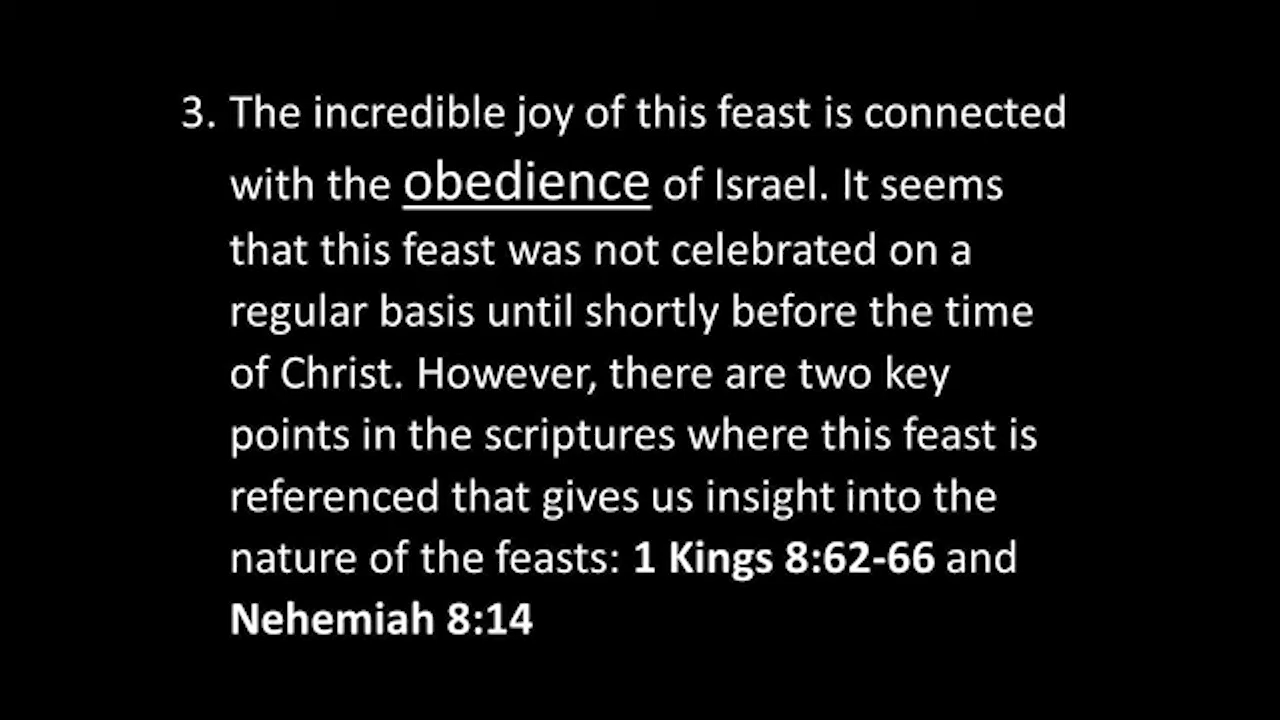 3. The incredible joy of this feast is connected
with the obedience of Israel. It seems
that this feast was not celebrated on a
regular basis until shortly before the time
of Christ. However, there are two key
points in the scriptures where this feast is
referenced that gives us insight into the
nature of the feasts: 1 Kings 8:62-66 and
Nehemiah 8:14